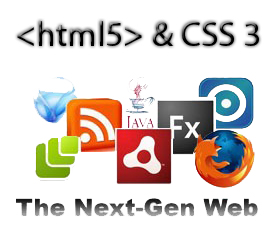 <html5> & CSS 3
JAVA
Fx
The Next-Gen Web